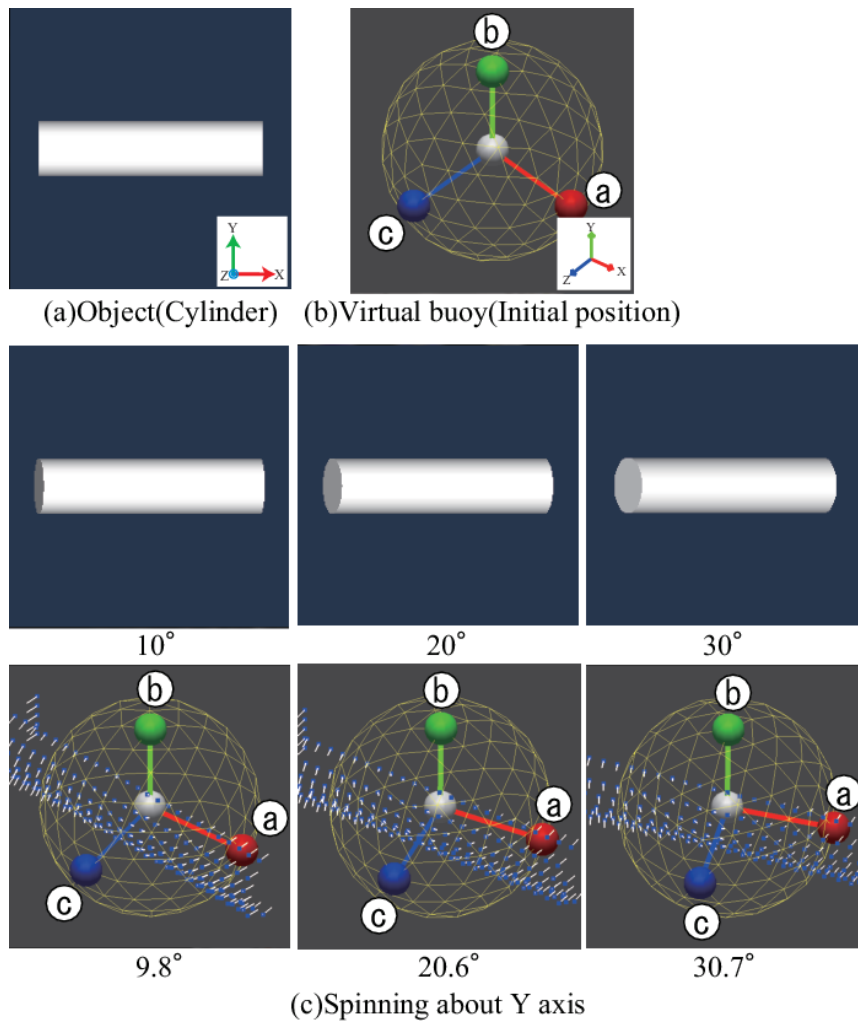 b
a
c
Y
Z
X
Y
Z
X
(a)Object(Cylinder)
(b)Virtual buoy(Initial position)
10°
20°
30°
b
a
c
b
a
c
b
a
c
9.8°
20.6°
30.7°
(c)Spinning about Y axis